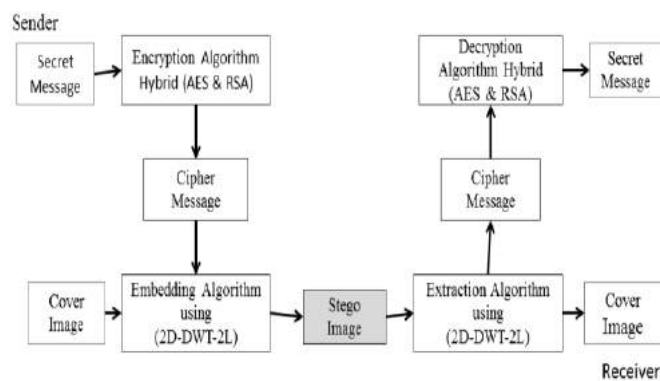 Sender
Secret
Message
Encryption Algorithm
Hybrid (AES & RSA)
Decryption
Algorithm Hybrid
(AES & RSA)
Secret
Message
Cipher
Message
Cipher
Message
Cover
Image
Embedding Algorithm
using
(2D-DWT-2L)
Stego
Image
Extraction Algorithm
using
(2D-DWT-2L)
Cover
Image
Receiver